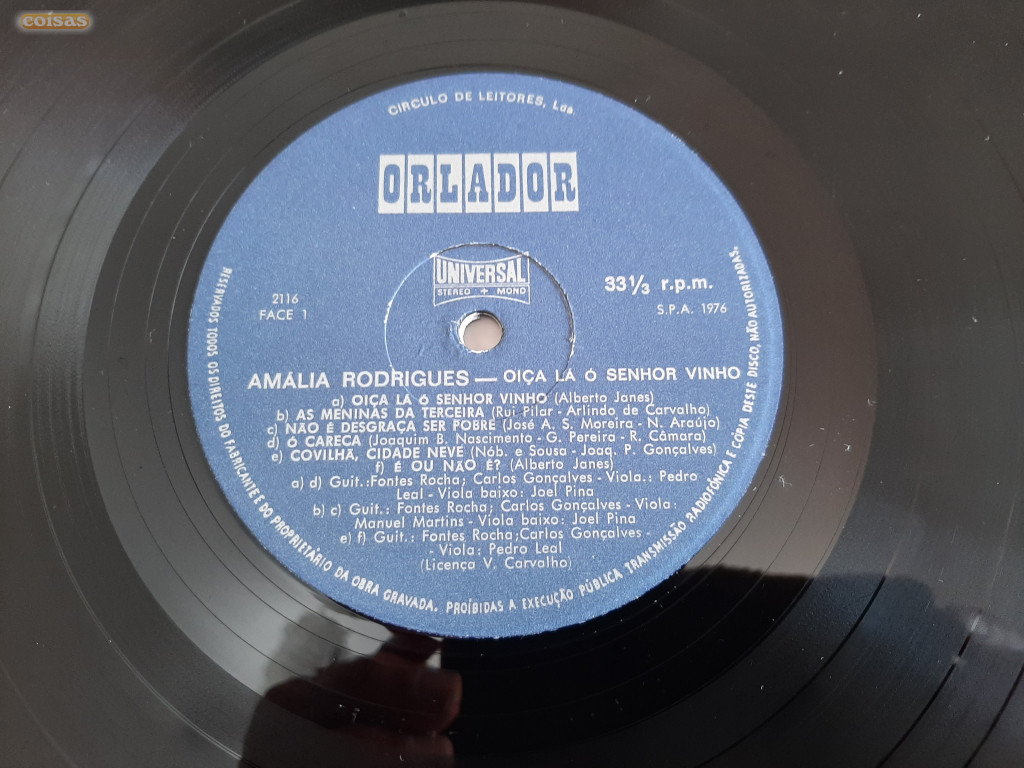 coisas
CIRCULO DE LEITORES, Lda.
ORLADOR
UNIVERSAL
STEREO + MONO
33 1/3 r.p.m.
S.P.A. 1976
2116
FACE 1
AMÁLIA RODRIGUES — OIÇA LÁ Ó SENHOR VINHO
a) OIÇA LÁ Ó SENHOR VINHO (Alberto Janes)
b) AS MENINAS DA TERCEIRA (Rui Pilar - Arlindo de Carvalho)
c) NÃO É DESGRAÇA SER POBRE (José A. S. Moreira - N. Araújo)
d) Ó CARECA (Joaquim B. Nascimento - G. Pereira - R. Câmara)
e) COVILHA, CIDADE NEVE (Nób. e Sousa - Joaq. P. Gonçalves)
f) É OU NÃO É? (Alberto Janes)
a) d) Guit.: Fontes Rocha; Carlos Gonçalves - Viola.: Pedro
Leal - Viola baixo: Joel Pina
b) c) Guit.: Fontes Rocha; Carlos Gonçalves - Viola:
Manuel Martins - Viola baixo: Joel Pina
e) f) Guit.: Fontes Rocha; Carlos Gonçalves -
- Viola: Pedro Leal
(Licença V. Carvalho)
RESERVADOS TODOS OS DIREITOS DO FABRICANTE E DO PROPRIETÁRIO DA OBRA GRAVADA. PROÍBIDAS A EXECUÇÃO PÚBLICA TRANSMISSÃO RADIOFÓNICA E CÓPIA DESTE DISCO, NÃO AUTORIZADAS.